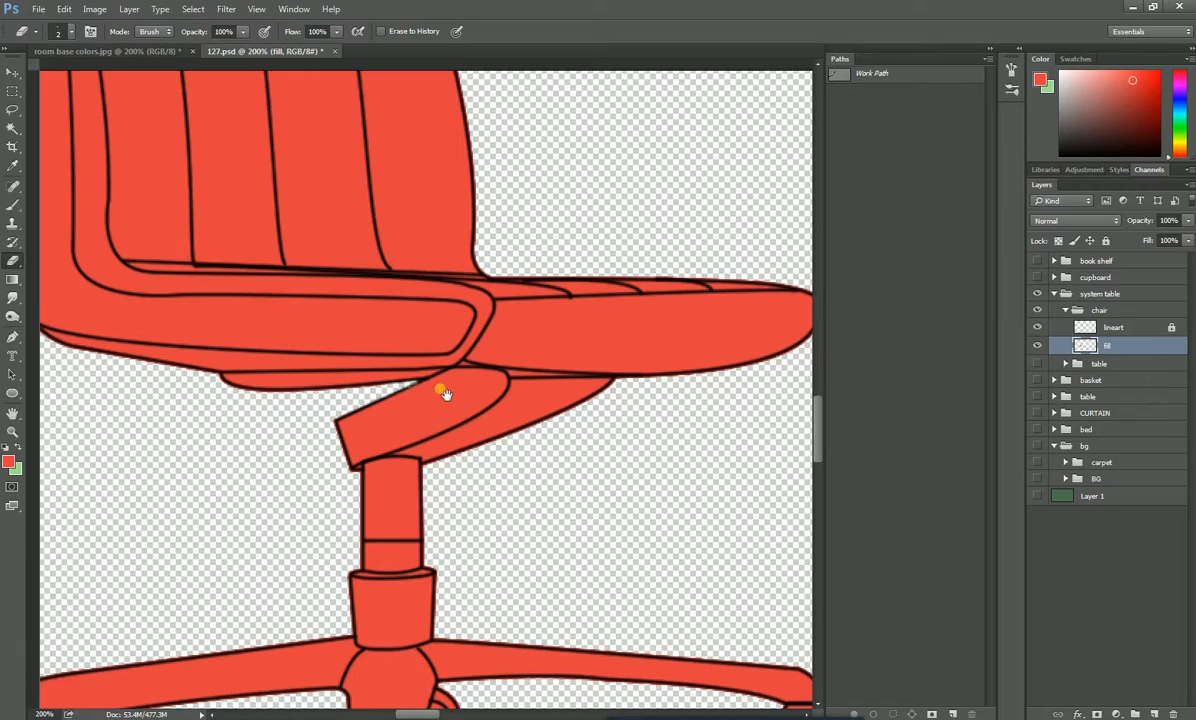 Ps File Edit Image Layer Type Select Filter View Window Help
2 Mode: Brush Opacity: 100% Flow: 100% Erase to History Essentials
room base colors.jpg @ 200% (RGB/8) * × 127.psd @ 200% (fill, RGB/8#) * ×
Paths
Work Path
Color Swatches
Libraries Adjustment Styles Channels
Layers
Kind
Normal Opacity: 100%
Lock: Fill: 100%
book shelf
cupboard
system table
chair
lineart
fill
table
basket
table
CURTAIN
bed
bg
carpet
BG
Layer 1
200% Doc: 53.4M/477.3M